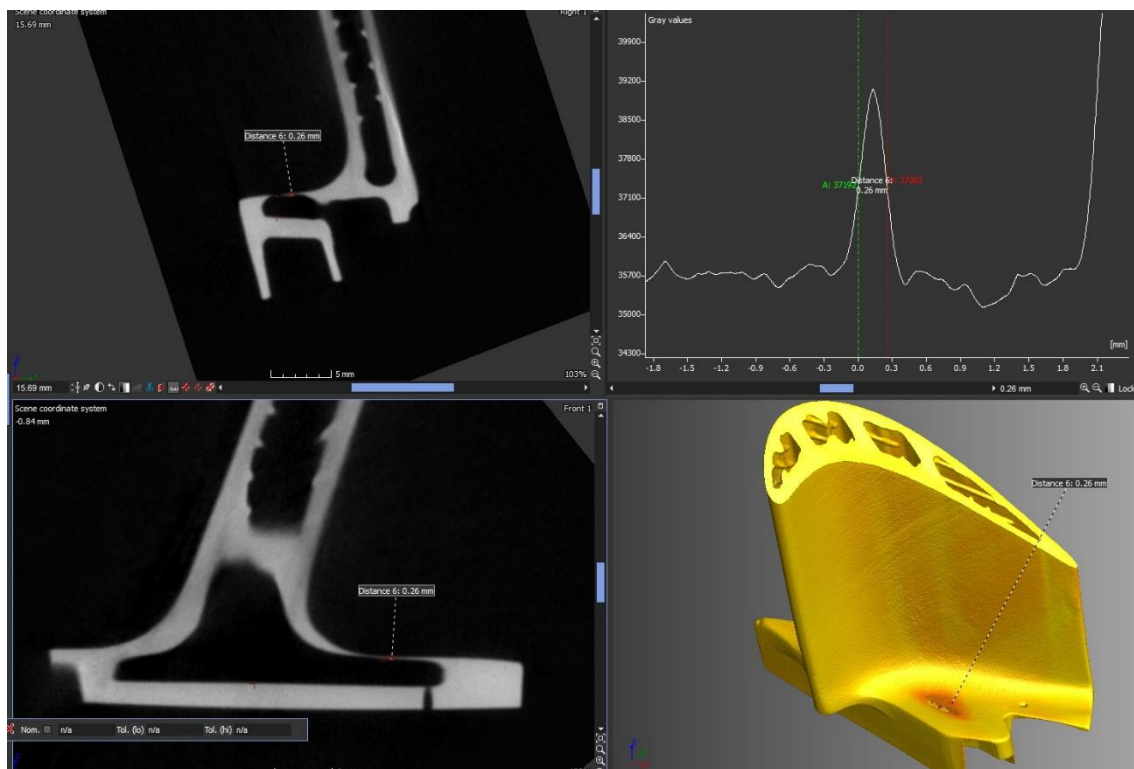 Scene coordinate system
15.69 mm
Right 1
Distance 6: 0.26 mm
5 mm
103%
15.69 mm
Gray values
39900
39200
38500
37800
37100
36400
35700
35000
34300
A: 37192
Distance 6:
0.26 mm
37265
[mm]
-1.8 -1.5 -1.2 -0.9 -0.6 -0.3 0.0 0.3 0.6 0.9 1.2 1.5 1.8 2.1
0.26 mm
Lock
Scene coordinate system
-0.84 mm
Front 1
Distance 6: 0.26 mm
Nom. n/a Tol. (lo) n/a Tol. (hi) n/a
Distance 6: 0.26 mm